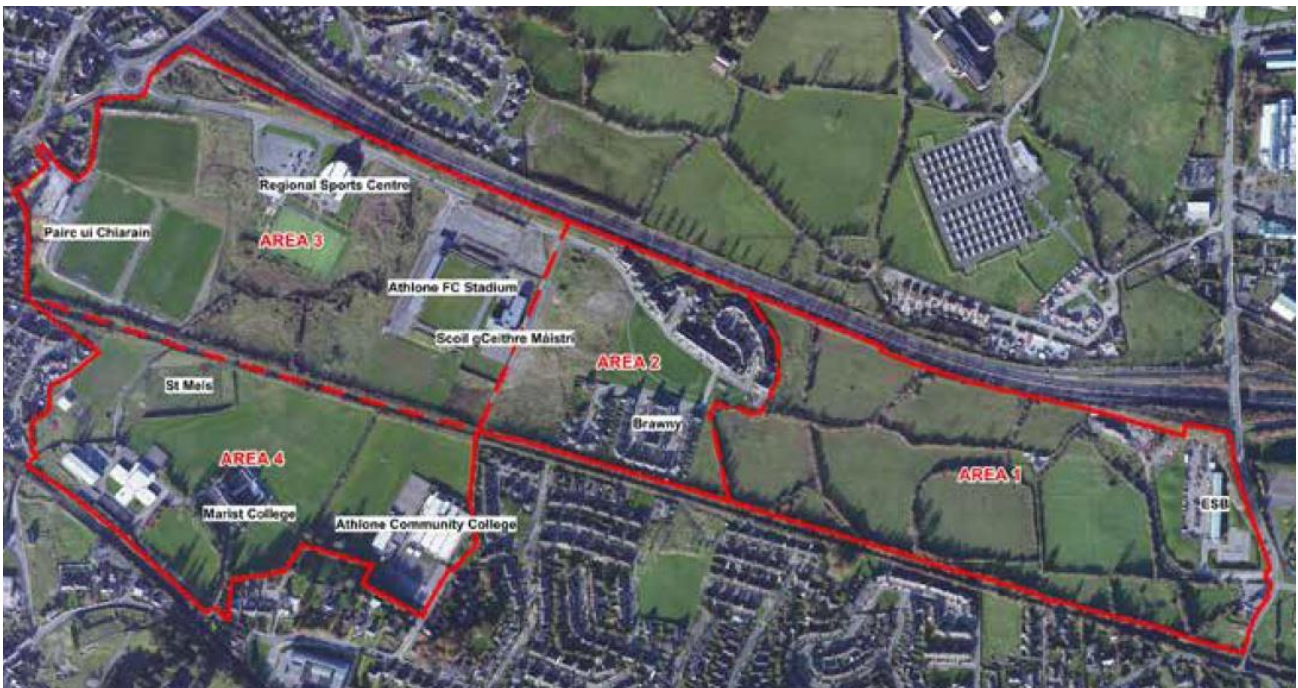 Regional Sports Centre
Pairc ui Chiarain
AREA 3
Athlone FC Stadium
Scoil gCeithre Máistrí
AREA 2
St Mels
Brawny
AREA 4
AREA 1
Marist College
ESB
Athlone Community College